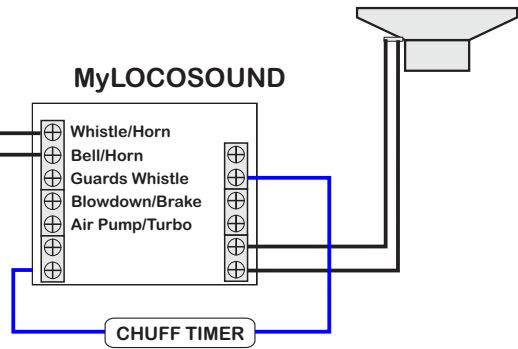 MyLOCOSOUND
Whistle/Horn
Bell/Horn
Guards Whistle
Blowdown/Brake
Air Pump/Turbo
CHUFF TIMER